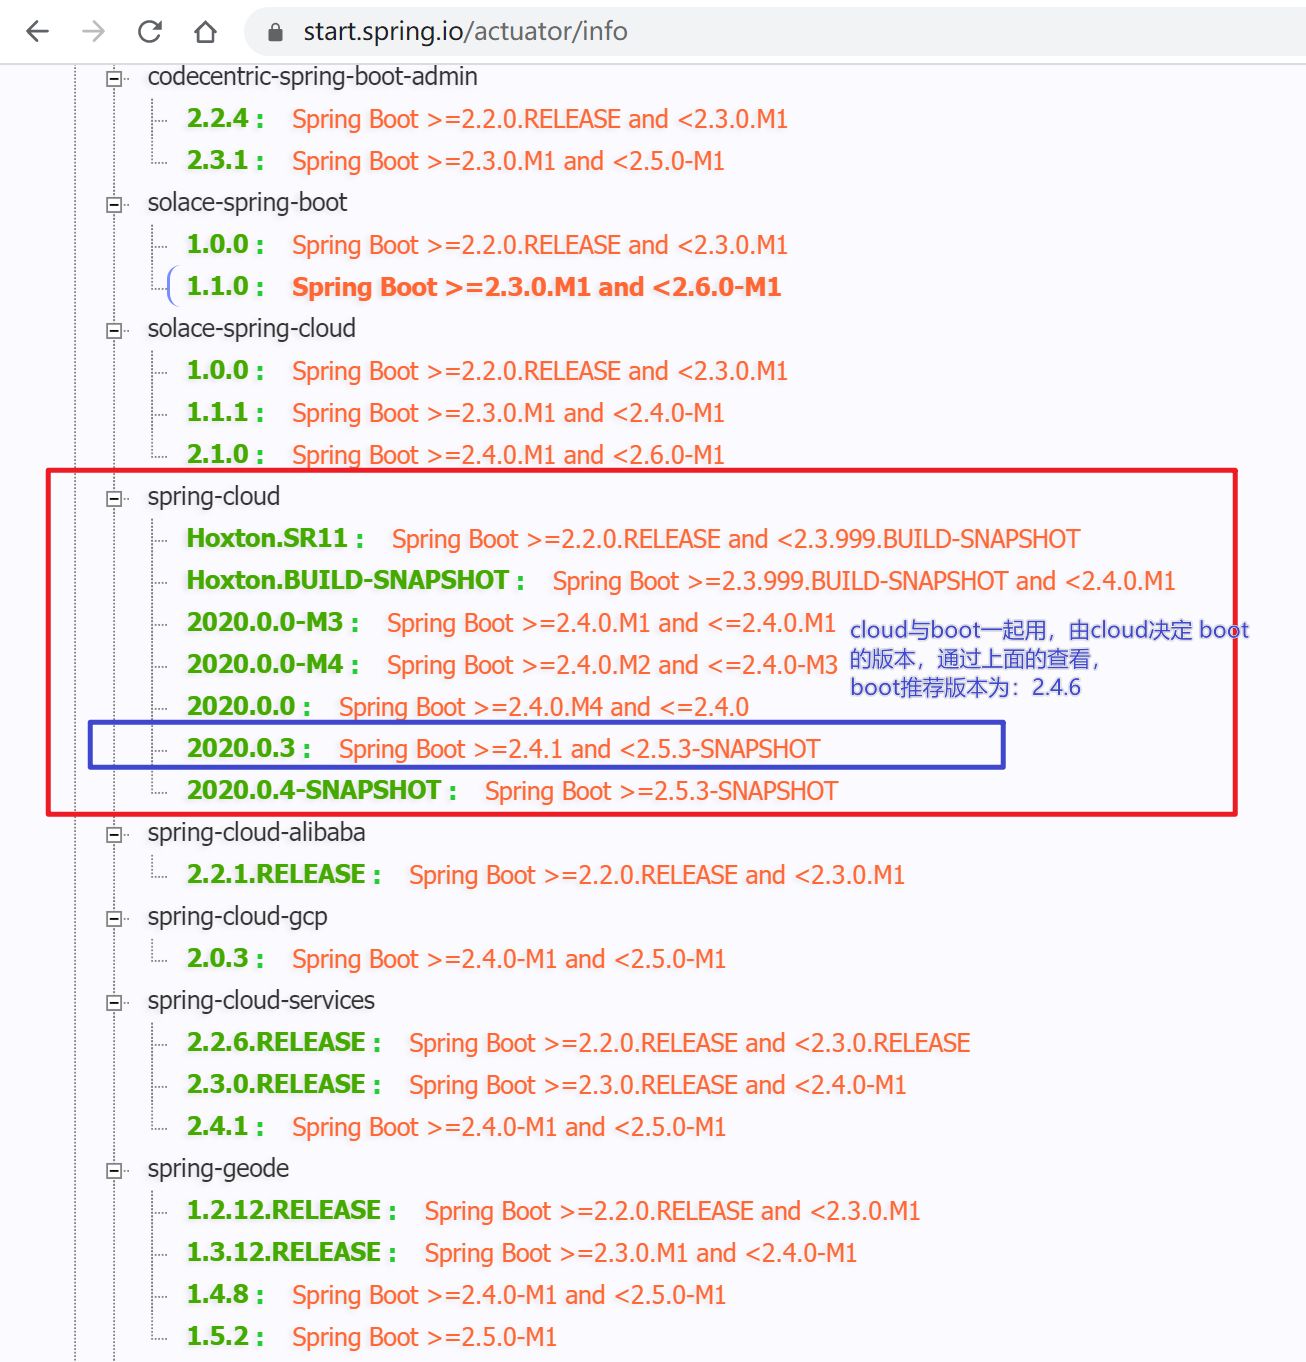 start.spring.io/actuator/info
codecentric-spring-boot-admin
2.2.4 : Spring Boot >=2.2.0.RELEASE and <2.3.0.M1
2.3.1 : Spring Boot >=2.3.0.M1 and <2.5.0-M1
solace-spring-boot
1.0.0 : Spring Boot >=2.2.0.RELEASE and <2.3.0.M1
1.1.0 : Spring Boot >=2.3.0.M1 and <2.6.0-M1
solace-spring-cloud
1.0.0 : Spring Boot >=2.2.0.RELEASE and <2.3.0.M1
1.1.1 : Spring Boot >=2.3.0.M1 and <2.4.0-M1
2.1.0 : Spring Boot >=2.4.0.M1 and <2.6.0-M1
spring-cloud
Hoxton.SR11 : Spring Boot >=2.2.0.RELEASE and <2.3.999.BUILD-SNAPSHOT
Hoxton.BUILD-SNAPSHOT : Spring Boot >=2.3.999.BUILD-SNAPSHOT and <2.4.0.M1
2020.0.0-M3 : Spring Boot >=2.4.0.M1 and <=2.4.0.M1
2020.0.0-M4 : Spring Boot >=2.4.0.M2 and <=2.4.0-M3
2020.0.0 : Spring Boot >=2.4.0.M4 and <=2.4.0
2020.0.3 : Spring Boot >=2.4.1 and <2.5.3-SNAPSHOT
2020.0.4-SNAPSHOT : Spring Boot >=2.5.3-SNAPSHOT
cloud与boot一起用，由cloud决定 boot
的版本，通过上面的查看，
boot推荐版本为：2.4.6
spring-cloud-alibaba
2.2.1.RELEASE : Spring Boot >=2.2.0.RELEASE and <2.3.0.M1
spring-cloud-gcp
2.0.3 : Spring Boot >=2.4.0-M1 and <2.5.0-M1
spring-cloud-services
2.2.6.RELEASE : Spring Boot >=2.2.0.RELEASE and <2.3.0.RELEASE
2.3.0.RELEASE : Spring Boot >=2.3.0.RELEASE and <2.4.0-M1
2.4.1 : Spring Boot >=2.4.0-M1 and <2.5.0-M1
spring-geode
1.2.12.RELEASE : Spring Boot >=2.2.0.RELEASE and <2.3.0.M1
1.3.12.RELEASE : Spring Boot >=2.3.0.M1 and <2.4.0-M1
1.4.8 : Spring Boot >=2.4.0-M1 and <2.5.0-M1
1.5.2 : Spring Boot >=2.5.0-M1